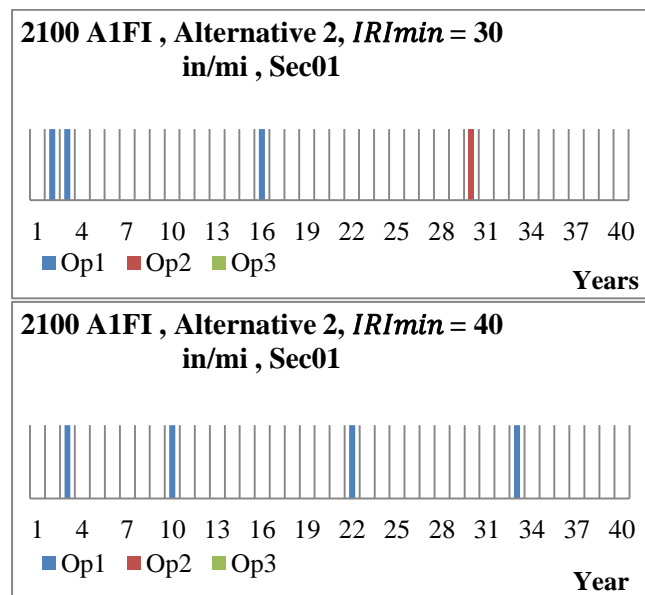 2100 A1FI , Alternative 2, IRImin = 30
in/mi , Sec01
1 4 7 10 13 16 19 22 25 28 31 34 37 40
Op1 Op2 Op3
Years
2100 A1FI , Alternative 2, IRImin = 40
in/mi , Sec01
1 4 7 10 13 16 19 22 25 28 31 34 37 40
Op1 Op2 Op3
Year